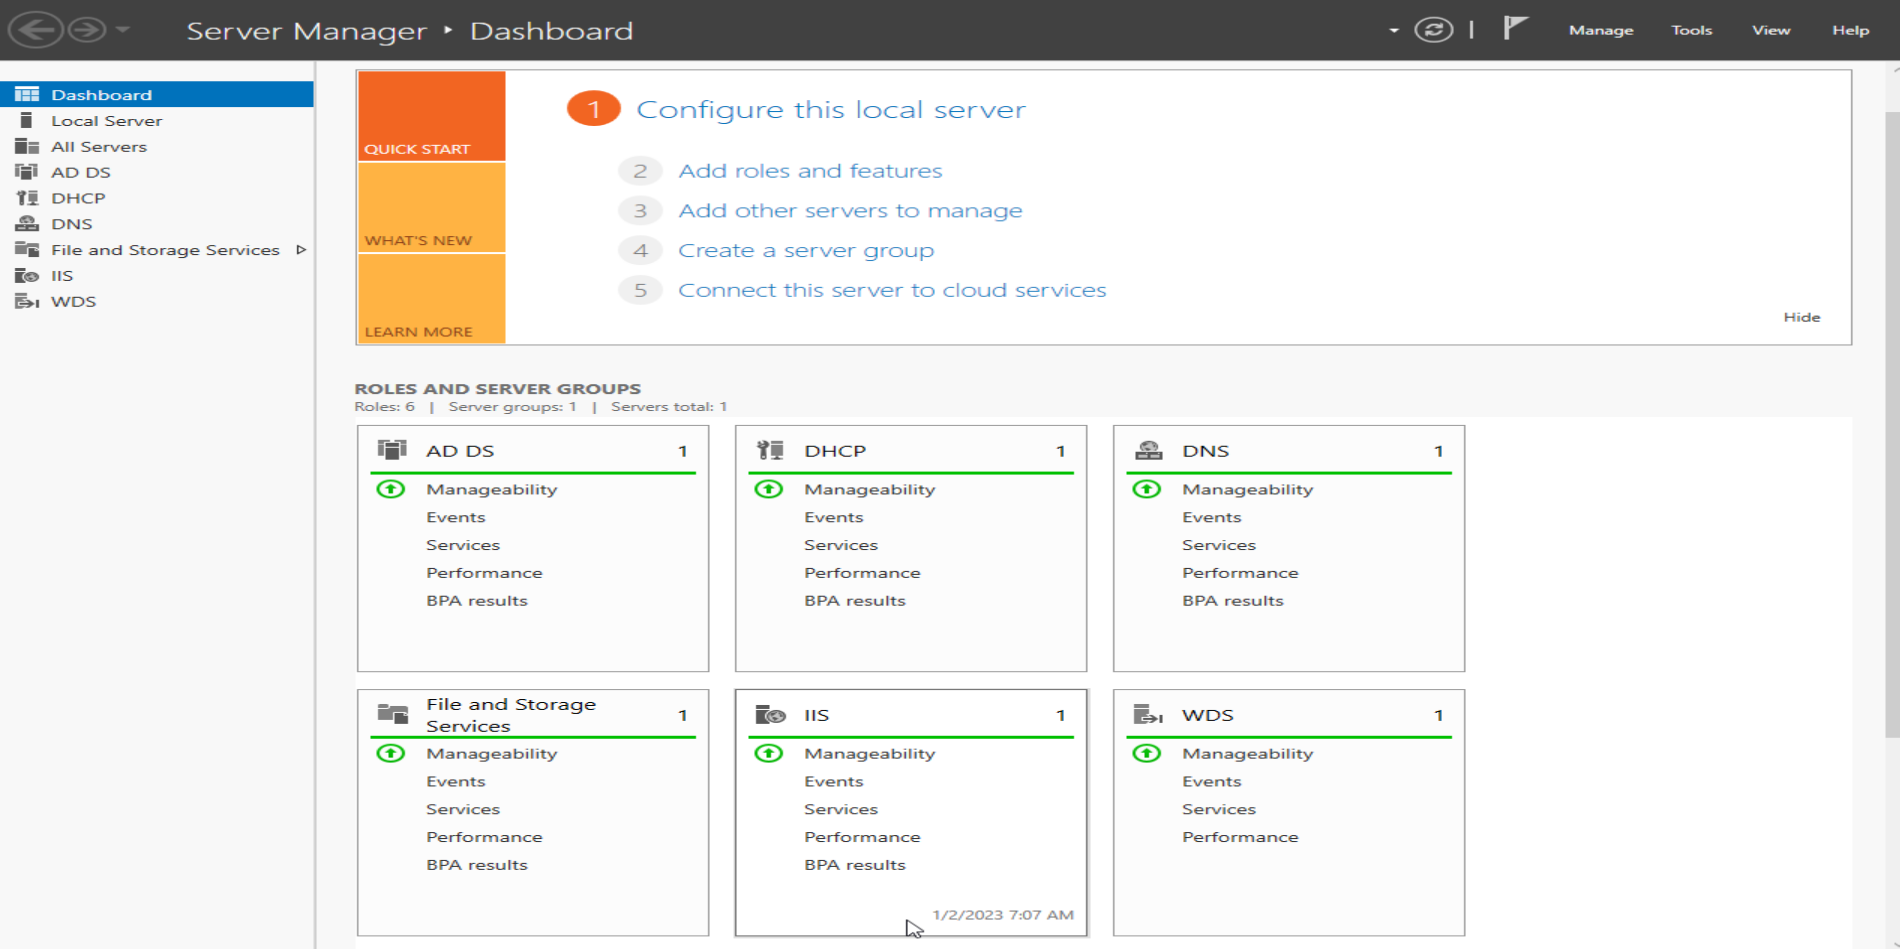 Server Manager ‣ Dashboard
Manage Tools View Help
Dashboard
Local Server
All Servers
AD DS
DHCP
DNS
File and Storage Services
IIS
WDS
QUICK START
WHAT'S NEW
LEARN MORE
1 Configure this local server
2 Add roles and features
3 Add other servers to manage
4 Create a server group
5 Connect this server to cloud services
Hide
ROLES AND SERVER GROUPS
Roles: 6 | Server groups: 1 | Servers total: 1
AD DS 1
Manageability
Events
Services
Performance
BPA results
DHCP 1
Manageability
Events
Services
Performance
BPA results
DNS 1
Manageability
Events
Services
Performance
BPA results
File and Storage
Services 1
Manageability
Events
Services
Performance
BPA results
IIS 1
Manageability
Events
Services
Performance
BPA results
1/2/2023 7:07 AM
WDS 1
Manageability
Events
Services
Performance